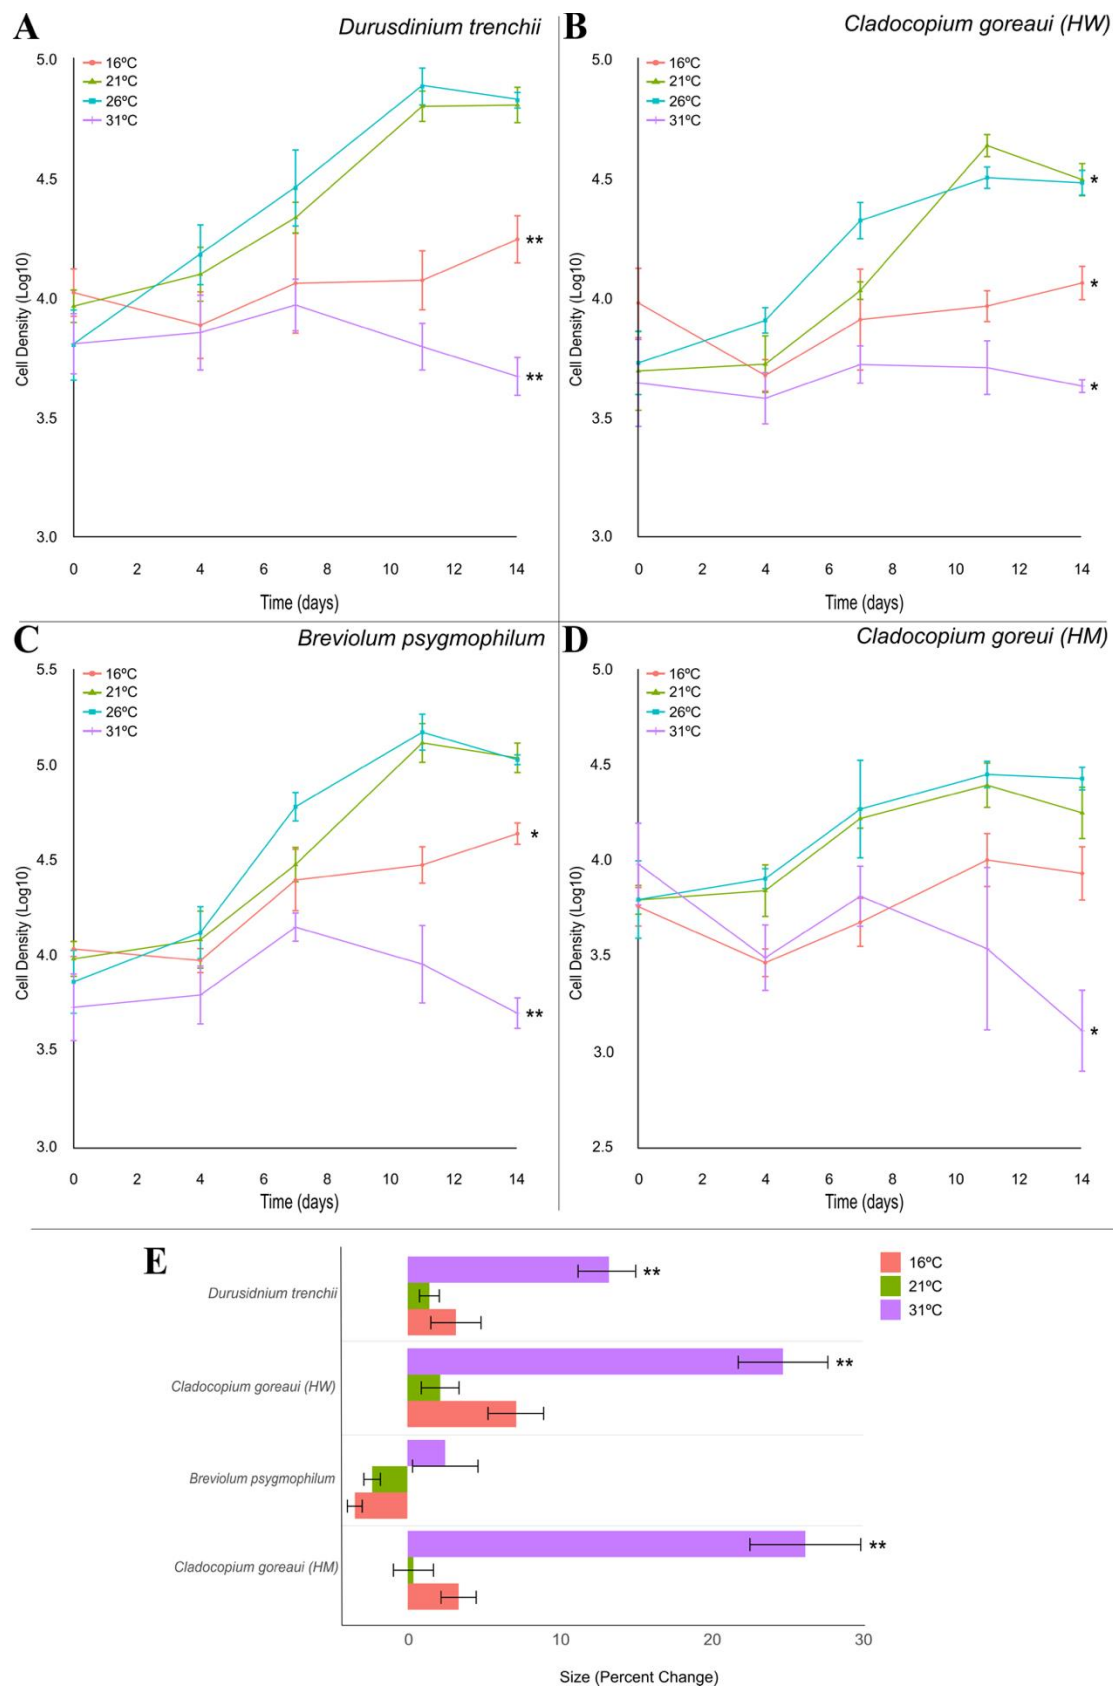 A
Durusdinium trenchii
16ºC
21ºC
26ºC
31ºC
5.0
4.5
4.0
3.5
3.0
Cell Density (Log10)
**
**
0 2 4 6 8 10 12 14
Time (days)
B
Cladocopium goreaui (HW)
16ºC
21ºC
26ºC
31ºC
5.0
4.5
4.0
3.5
3.0
Cell Density (Log10)
*
*
*
0 2 4 6 8 10 12 14
Time (days)
C
Breviolum psygmophilum
16ºC
21ºC
26ºC
31ºC
5.5
5.0
4.5
4.0
3.5
3.0
Cell Density (Log10)
*
**
0 2 4 6 8 10 12 14
Time (days)
D
Cladocopium goreui (HM)
16ºC
21ºC
26ºC
31ºC
5.0
4.5
4.0
3.5
3.0
2.5
Cell Density (Log10)
*
0 2 4 6 8 10 12 14
Time (days)
E
Durusidnium trenchii
**
Cladocopium goreaui (HW)
**
Breviolum psygmophilum
Cladocopium goreaui (HM)
**
16ºC
21ºC
31ºC
0 10 20 30
Size (Percent Change)